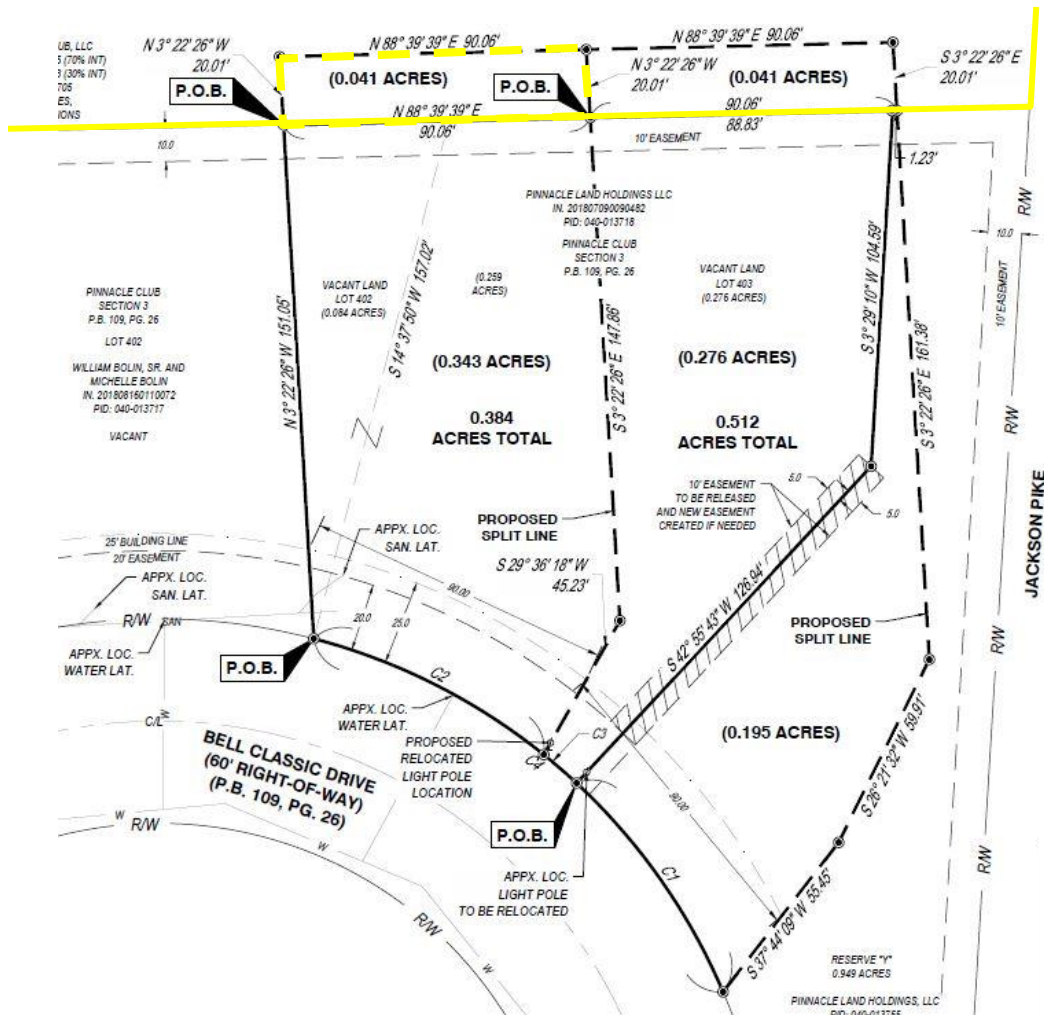 UB, LLC
5 (70% INT)
3 (30% INT)
705
ES,
IONS
N 3° 22' 26" W
20.01'
P.O.B.
N 88° 39' 39" E 90.06'
(0.041 ACRES)
P.O.B.
N 3° 22' 26" W
20.01'
N 88° 39' 39" E 90.06'
(0.041 ACRES)
S 3° 22' 26" E
20.01'
N 88° 39' 39" E
90.06'
90.06'
88.83'
10' EASEMENT
10.0
1.23'
R/W
10.0
10' EASEMENT
PINNACLE LAND HOLDINGS LLC
IN. 201807090090482
PID: 040-013718
PINNACLE CLUB
SECTION 3
P.B. 109, PG. 26
PINNACLE CLUB
SECTION 3
P.B. 109, PG. 26
LOT 402
WILLIAM BOLIN, SR. AND
MICHELLE BOLIN
IN. 201808160110072
PID: 040-013717
VACANT
N 3° 22' 26" W 151.05'
VACANT LAND
LOT 402
(0.084 ACRES)
S 14° 37' 50" W 157.02'
(0.259
ACRES)
(0.343 ACRES)
0.384
ACRES TOTAL
S 3° 22' 26" E 147.86'
VACANT LAND
LOT 403
(0.276 ACRES)
(0.276 ACRES)
0.512
ACRES TOTAL
S 3° 29' 10" W 104.59'
S 3° 22' 26" E 161.38'
R/W
JACKSON PIKE
10' EASEMENT
TO BE RELEASED
AND NEW EASEMENT
CREATED IF NEEDED
5.0
5.0
PROPOSED
SPLIT LINE
S 29° 36' 18" W
45.23'
APPX. LOC.
SAN. LAT.
25' BUILDING LINE
20' EASEMENT
APPX. LOC.
SAN. LAT.
R/W
SAN
APPX. LOC.
WATER LAT.
90.00
20.0
25.0
S 42° 55' 43" W 126.94'
PROPOSED
SPLIT LINE
R/W
P.O.B.
C2
APPX. LOC.
WATER LAT.
PROPOSED
RELOCATED
LIGHT POLE
LOCATION
C3
C4
C/L
W
BELL CLASSIC DRIVE
(60' RIGHT-OF-WAY)
(P.B. 109, PG. 26)
(0.195 ACRES)
S 26° 21' 32" W 59.91'
90.00
P.O.B.
C1
W
R/W
W
APPX. LOC.
LIGHT POLE
TO BE RELOCATED
R/W
R/W
W
S 37° 44' 09" W 55.45'
RESERVE "Y"
0.949 ACRES
PINNACLE LAND HOLDINGS, LLC
PID: 040-013755